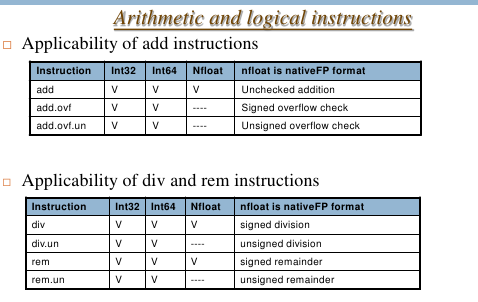 Arithmetic and logical instructions
Applicability of add instructions
Instruction Int32 Int64 Nfloat nfloat is nativeFP format
add V V V Unchecked addition
add.ovf V V ---- Signed overflow check
add.ovf.un V V ---- Unsigned overflow check
Applicability of div and rem instructions
Instruction Int32 Int64 Nfloat nfloat is nativeFP format
div V V V signed division
div.un V V ---- unsigned division
rem V V V signed remainder
rem.un V V ---- unsigned remainder